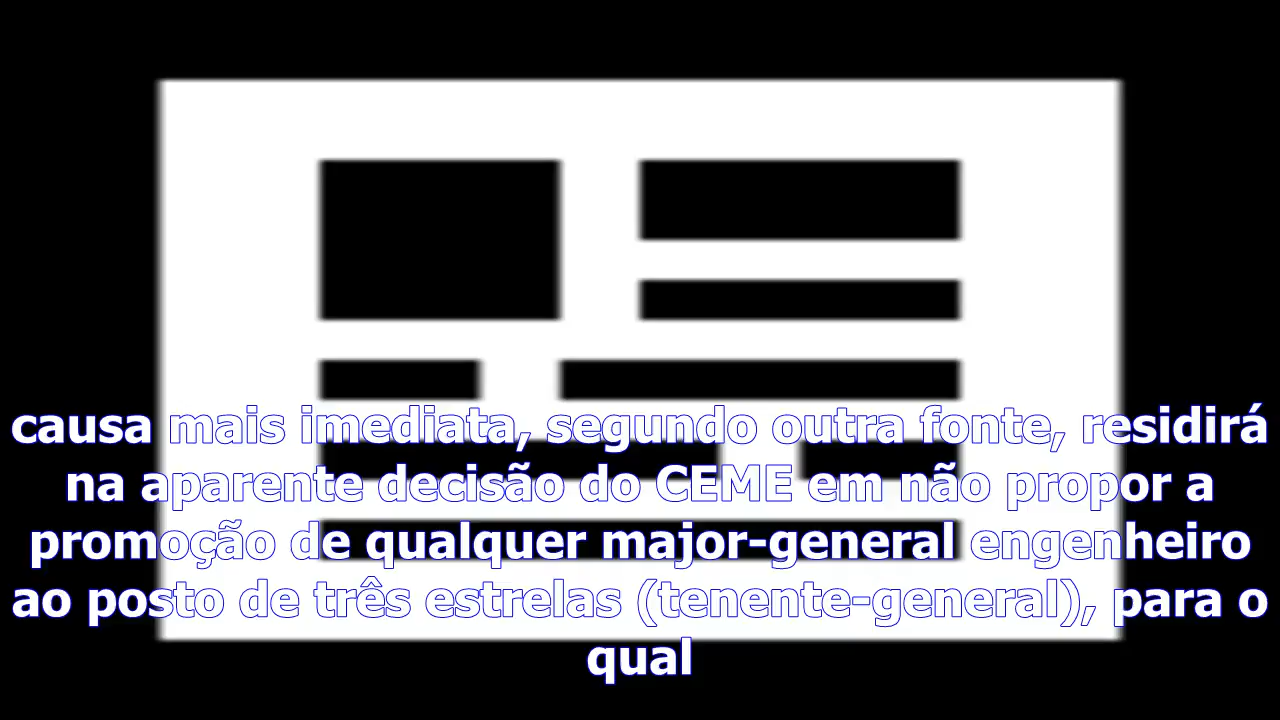 causa mais imediata, segundo outra fonte, residirá
na aparente decisão do CEME em não propor a
promoção de qualquer major-general engenheiro
ao posto de três estrelas (tenente-general), para o
qual